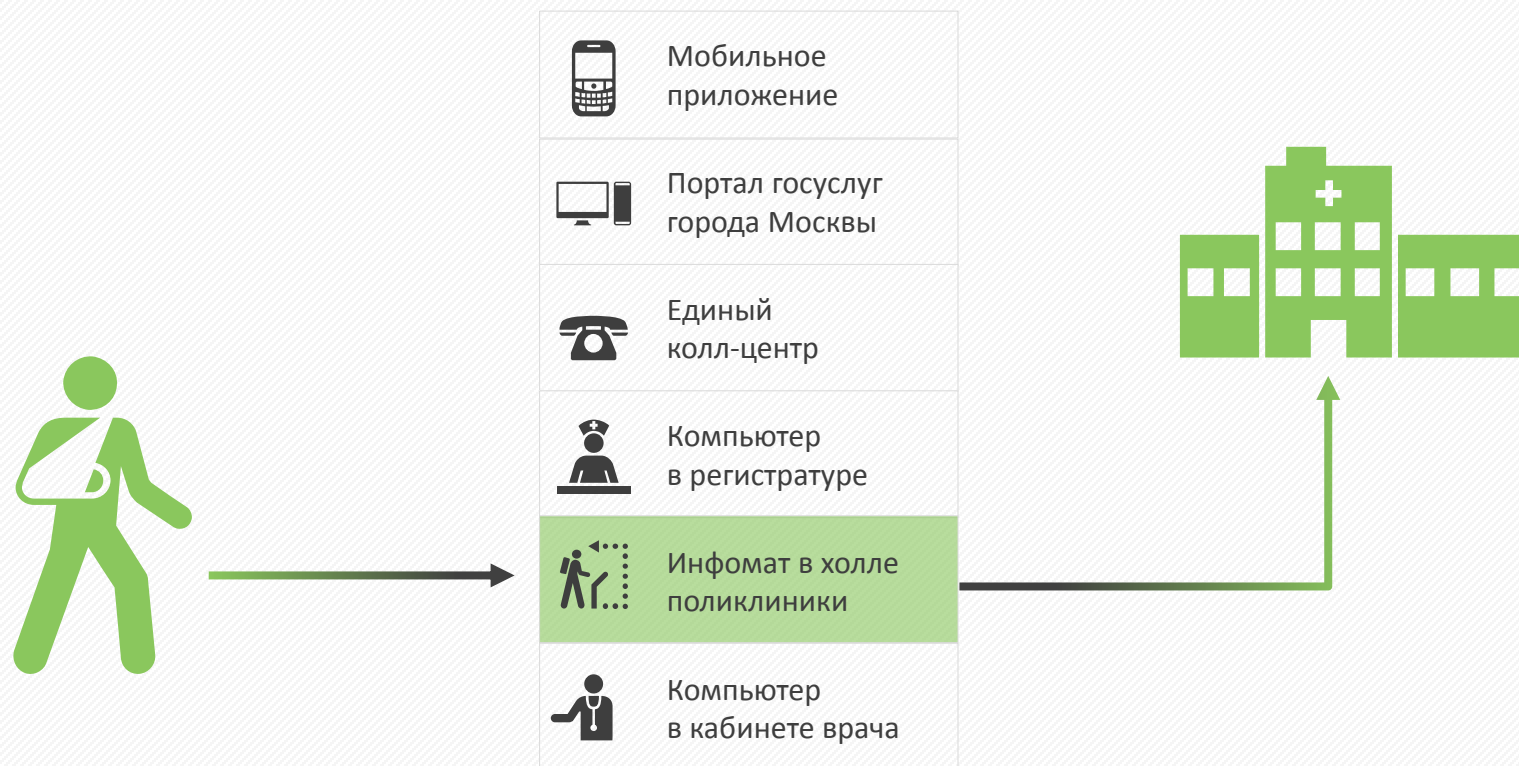 Мобильное
приложение
Портал госуслуг
города Москвы
Единый
колл-центр
Компьютер
в регистратуре
Инфомат в холле
поликлиники
Компьютер
в кабинете врача